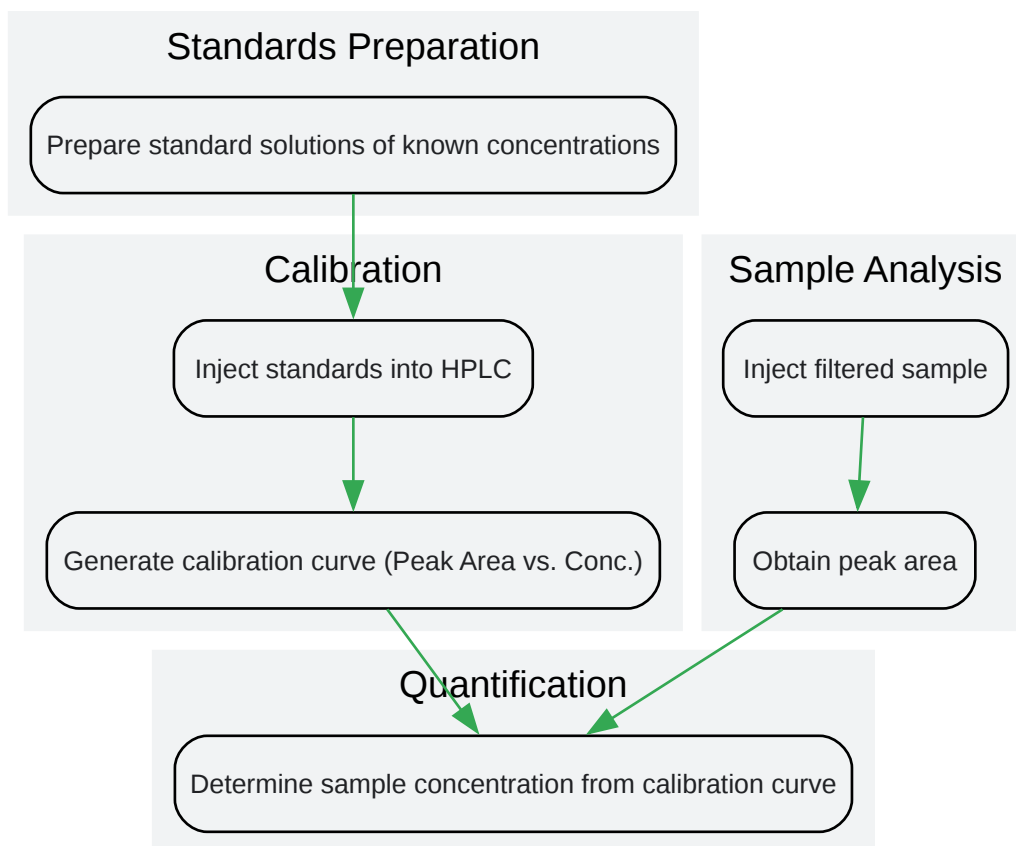 Standards Preparation
Prepare standard solutions of known concentrations
Calibration
Inject standards into HPLC
Generate calibration curve (Peak Area vs. Conc.)
Sample Analysis
Inject filtered sample
Obtain peak area
Quantification
Determine sample concentration from calibration curve